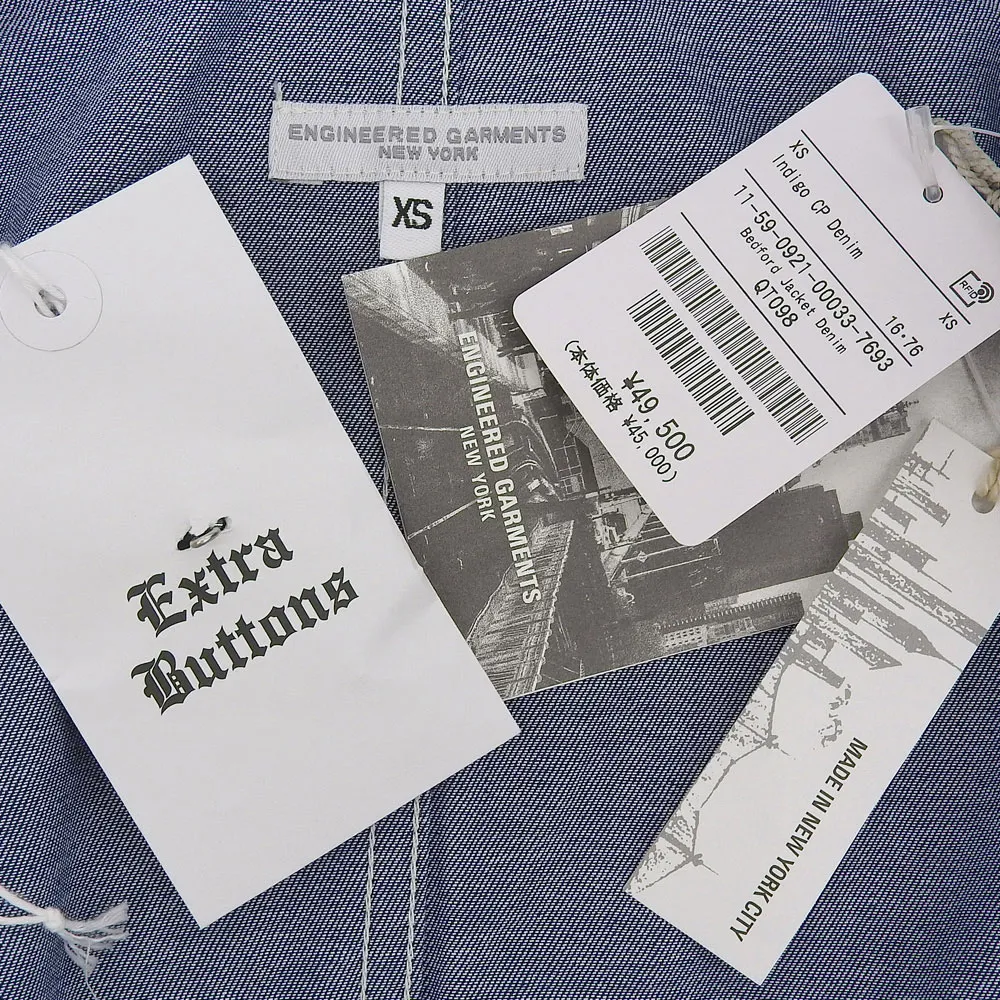 ENGINEERED GARMENTS
NEW YORK
XS
Extra
Buttons
ENGINEERED GARMENTS
NEW YORK
XS
Indigo CP Denim
16·76
XS
RFID
11-59-0921-00033-7693
Bedford Jacket Denim
QT098
¥49,500
(本体価格 ¥45,000)
MADE IN NEW YORK CITY